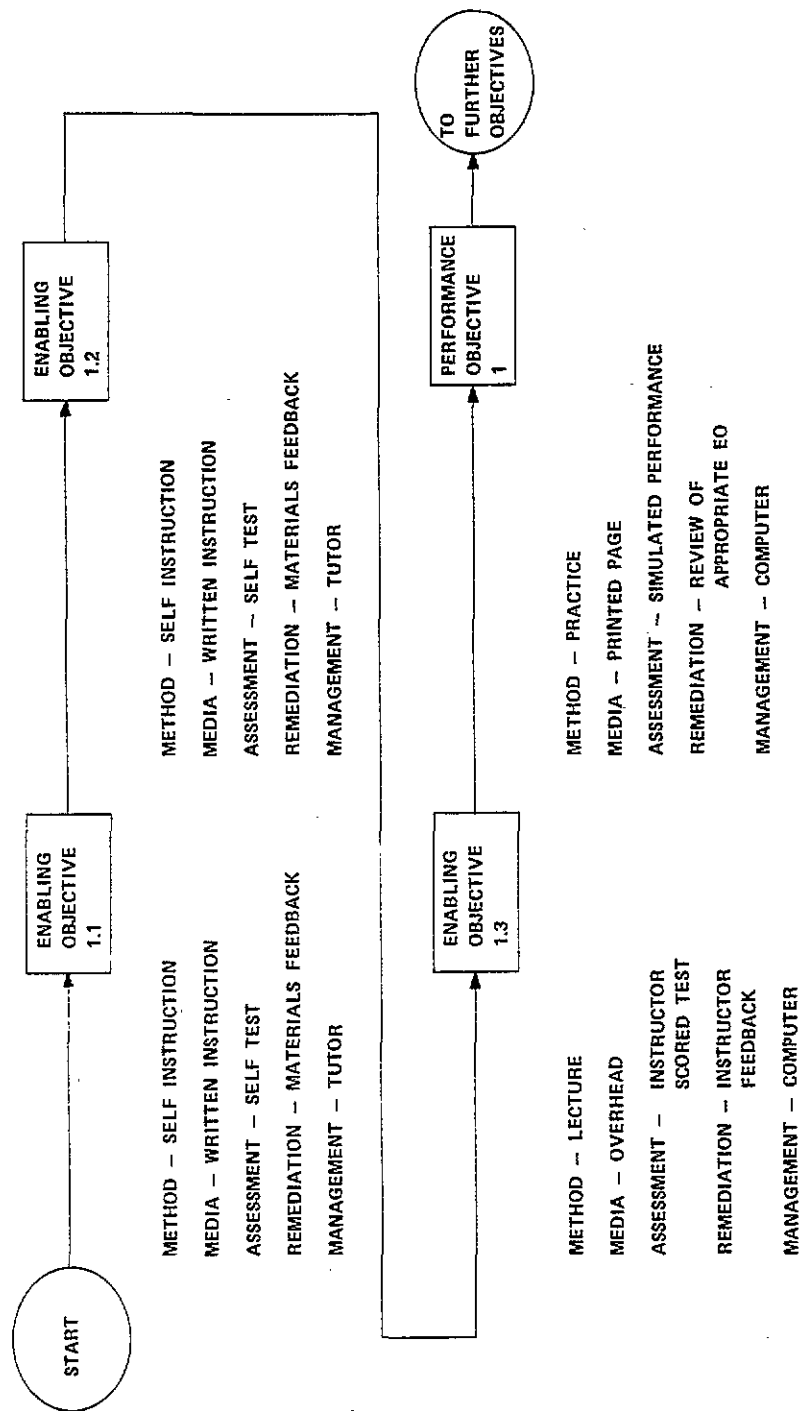 START
ENABLING
OBJECTIVE
1.1
ENABLING
OBJECTIVE
1.2
METHOD – SELF INSTRUCTION
MEDIA – WRITTEN INSTRUCTION
ASSESSMENT – SELF TEST
REMEDIATION – MATERIALS FEEDBACK
MANAGEMENT – TUTOR
METHOD – SELF INSTRUCTION
MEDIA – WRITTEN INSTRUCTION
ASSESSMENT – SELF TEST
REMEDIATION – MATERIALS FEEDBACK
MANAGEMENT – TUTOR
ENABLING
OBJECTIVE
1.3
PERFORMANCE
OBJECTIVE
1
TO
FURTHER
OBJECTIVES
METHOD – LECTURE
MEDIA – OVERHEAD
ASSESSMENT – INSTRUCTOR
SCORED TEST
REMEDIATION – INSTRUCTOR
FEEDBACK
MANAGEMENT – COMPUTER
METHOD – PRACTICE
MEDIA – PRINTED PAGE
ASSESSMENT – SIMULATED PERFORMANCE
REMEDIATION – REVIEW OF
APPROPRIATE EO
MANAGEMENT – COMPUTER